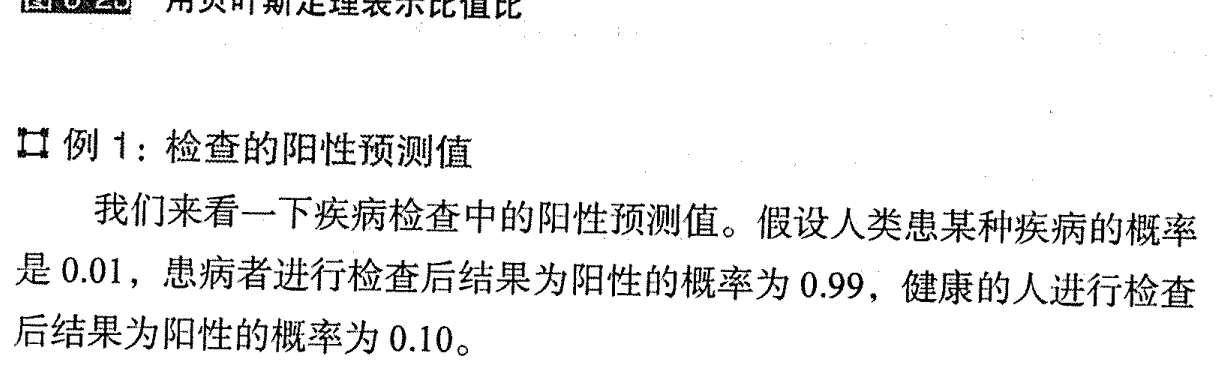 用贝叶斯定理表示比值比
例 1：检查的阳性预测值
我们来看一下疾病检查中的阳性预测值。假设人类患某种疾病的概率
是 0.01，患病者进行检查后结果为阳性的概率为 0.99，健康的人进行检查
后结果为阳性的概率为 0.10。